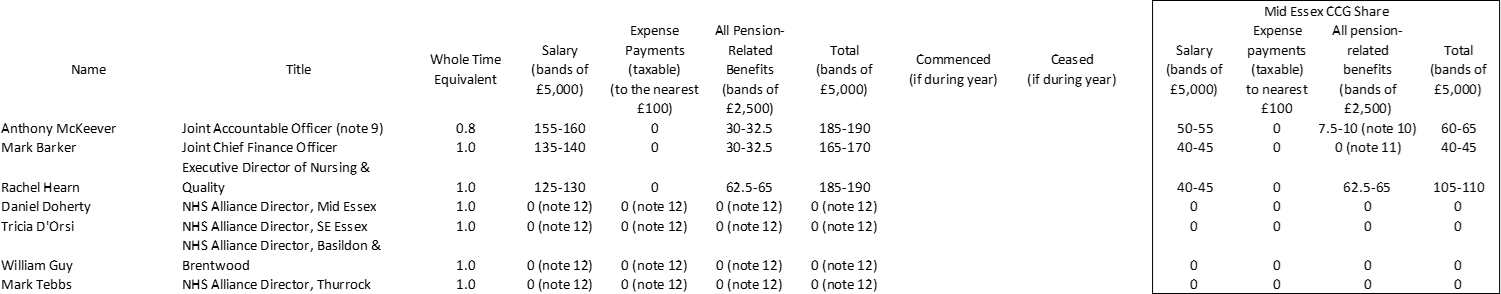 Mid Essex CCG Share
Name Title Whole Time Equivalent Salary (bands of £5,000) Expense Payments (taxable) (to the nearest £100) All Pension-Related Benefits (bands of £2,500) Total (bands of £5,000) Commenced (if during year) Ceased (if during year) Salary (bands of £5,000) Expense payments (taxable) to nearest £100 All pension-related benefits (bands of £2,500) Total (bands of £5,000)
Anthony McKeever Joint Accountable Officer (note 9) 0.8 155-160 0 30-32.5 185-190 50-55 0 7.5-10 (note 10) 60-65
Mark Barker Joint Chief Finance Officer 1.0 135-140 0 30-32.5 165-170 40-45 0 0 (note 11) 40-45
Executive Director of Nursing &
Rachel Hearn Quality 1.0 125-130 0 62.5-65 185-190 40-45 0 62.5-65 105-110
Daniel Doherty NHS Alliance Director, Mid Essex 1.0 0 (note 12) 0 (note 12) 0 (note 12) 0 (note 12) 0 0 0 0
Tricia D'Orsi NHS Alliance Director, SE Essex 1.0 0 (note 12) 0 (note 12) 0 (note 12) 0 (note 12) 0 0 0 0
NHS Alliance Director, Basildon &
William Guy Brentwood 1.0 0 (note 12) 0 (note 12) 0 (note 12) 0 (note 12) 0 0 0 0
Mark Tebbs NHS Alliance Director, Thurrock 1.0 0 (note 12) 0 (note 12) 0 (note 12) 0 (note 12) 0 0 0 0